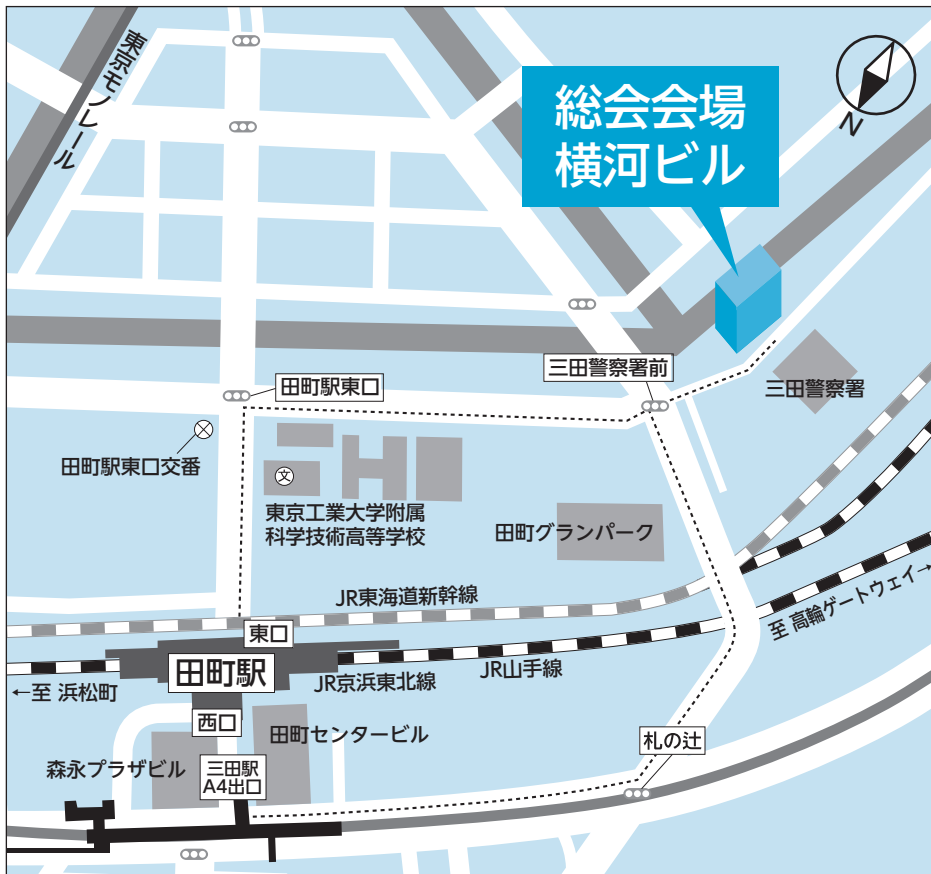 東京モノレール
総会会場
横河ビル
N
三田警察署前
田町駅東口
三田警察署
田町駅東口交番
文
東京工業大学附属
科学技術高等学校
田町グランパーク
JR東海道新幹線
至 高輪ゲートウェイ→
東口
田町駅
JR京浜東北線
JR山手線
←至 浜松町
西口
田町センタービル
札の辻
森永プラザビル
三田駅
A4出口